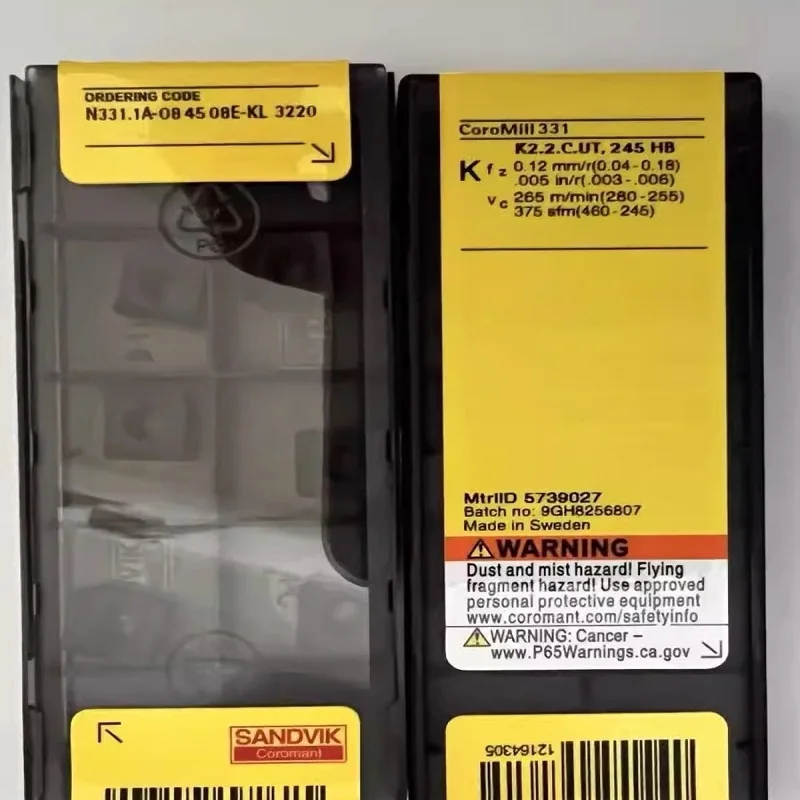 ORDERING CODE
N331.1A-08 45 08E-KL 3220
SANDVIK
Coromant
CoroMill 331
K2.2.C.UT, 245 HB
K fz 0.12 mm/r(0.04-0.18)
.005 in/r(.003-.006)
vc 265 m/min(280-255)
375 sfm(460-245)
MtrlID 5739027
Batch no: 9GH8256807
Made in Sweden
WARNING
Dust and mist hazard! Flying
fragment hazard! Use approved
personal protective equipment
www.coromant.com/safetyinfo
WARNING: Cancer –
www.P65Warnings.ca.gov
12164305